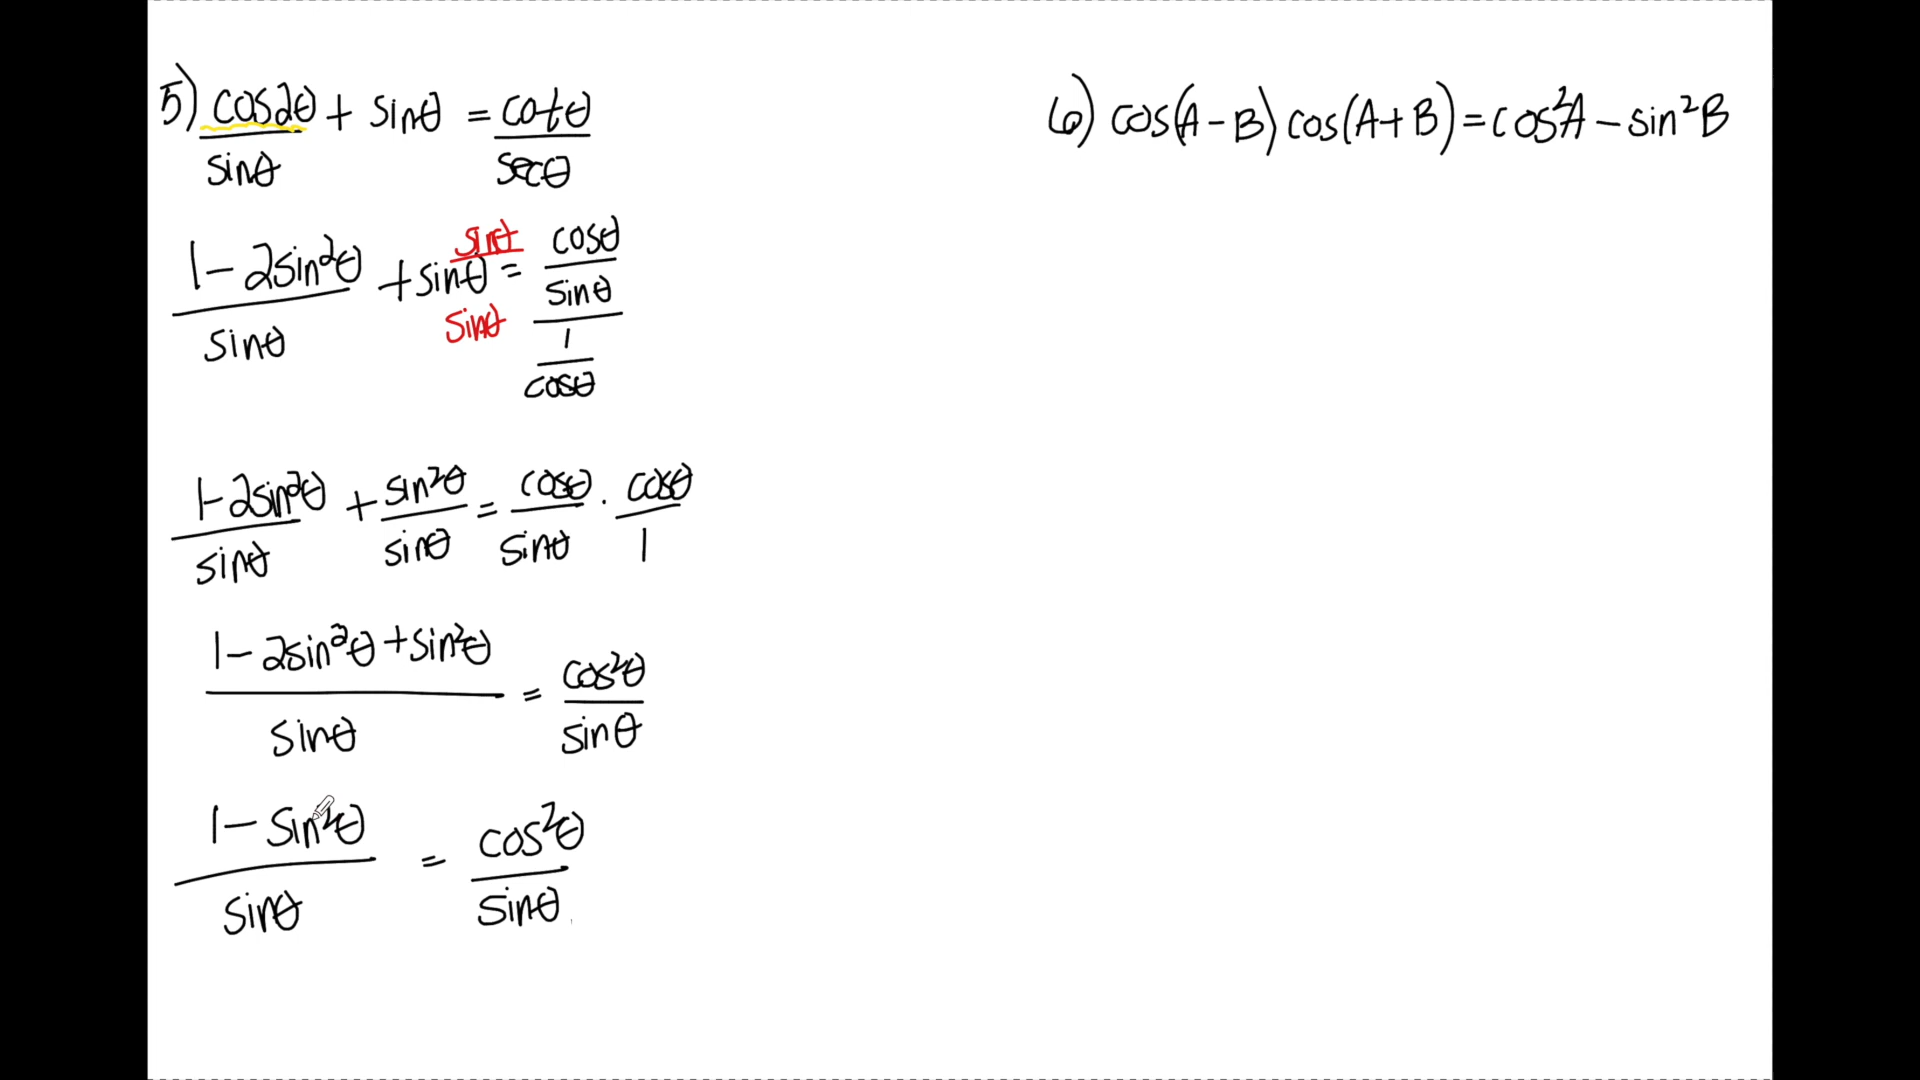 5) cos2θ/sinθ + sinθ = cotθ/secθ
(1 - 2sin²θ)/sinθ + sinθ sinθ/sinθ = (cosθ/sinθ)/(1/cosθ)
(1 - 2sin²θ)/sinθ + sin²θ/sinθ = cosθ/sinθ · cosθ/1
(1 - 2sin²θ + sin²θ)/sinθ = cos²θ/sinθ
(1 - sin²θ)/sinθ = cos²θ/sinθ
6) cos(A - B) cos(A + B) = cos²A - sin²B